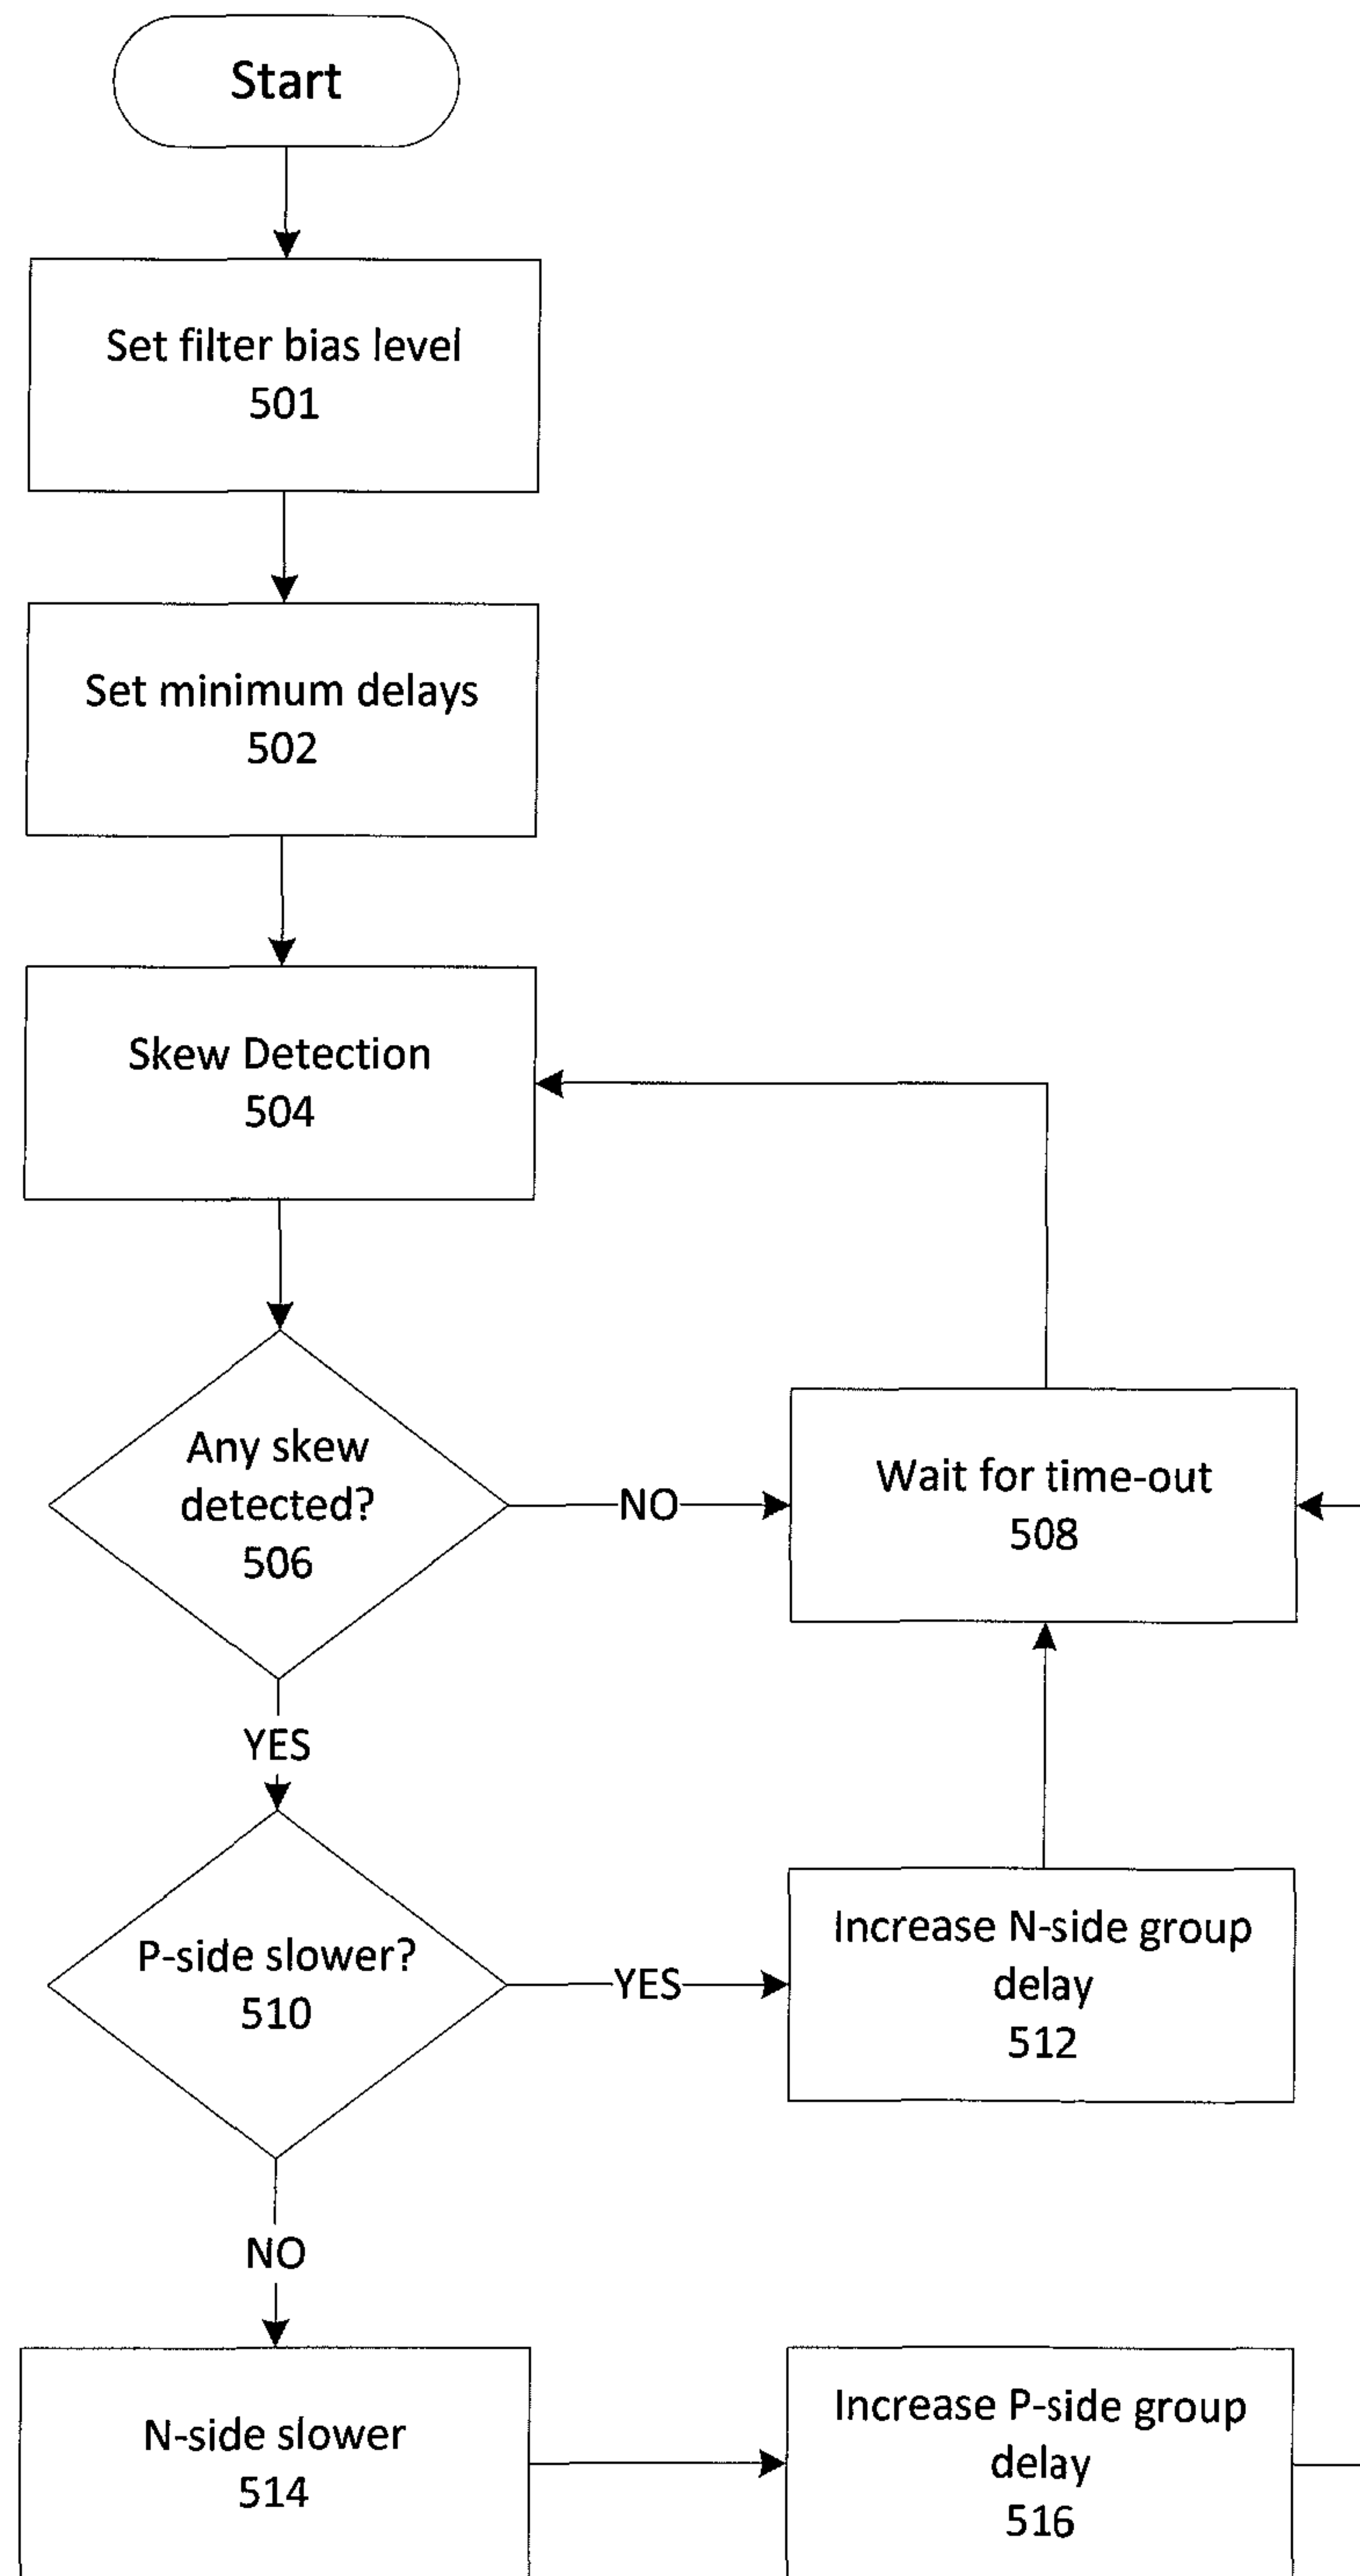 Start
Set filter bias level
501
Set minimum delays
502
Skew Detection
504
Any skew
detected?
506
NO
Wait for time-out
508
YES
P-side slower?
510
YES
Increase N-side group
delay
512
NO
N-side slower
514
Increase P-side group
delay
516